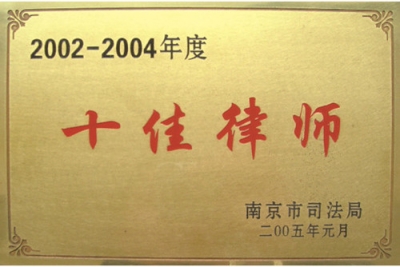 2002-2004年度
十佳律师
南京市司法局
二00五年元月